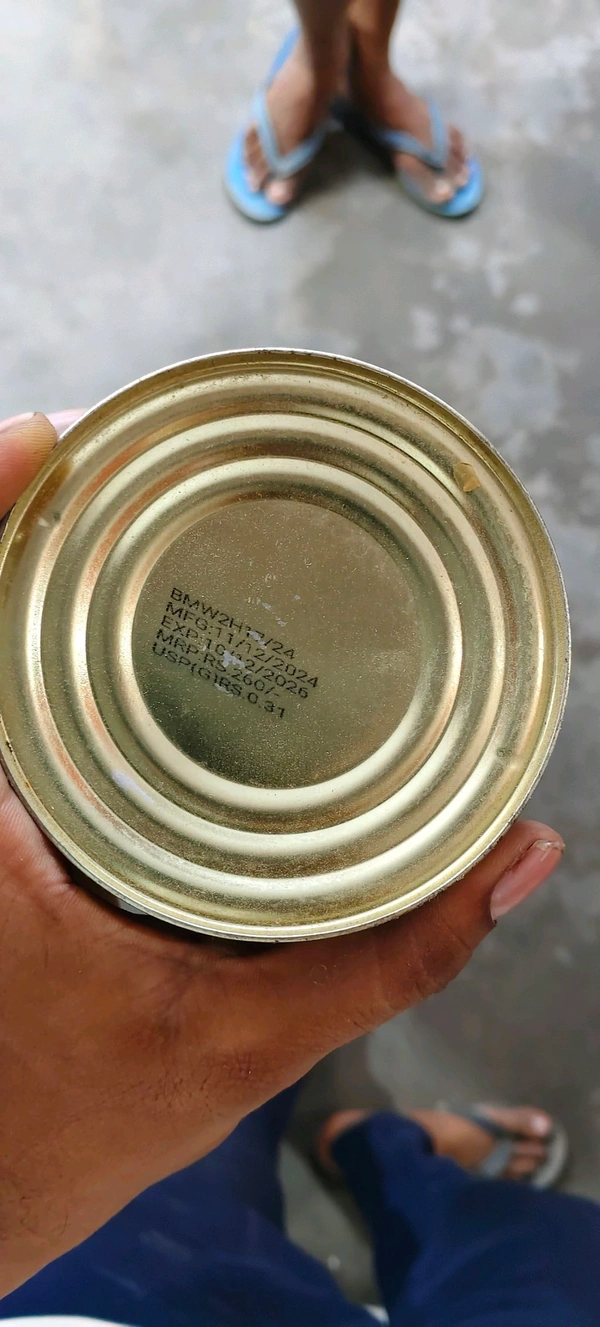 MFG:11/12/2024
EXP:10/12/2026
MRP:RS.260/-
USP(G)RS.0.31